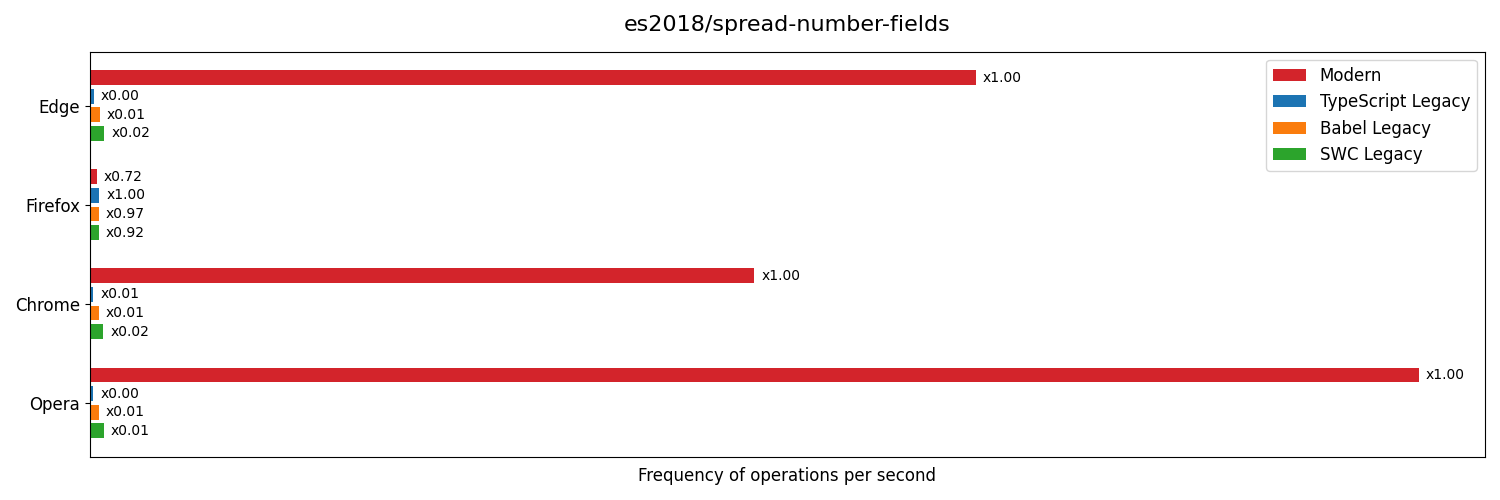 es2018/spread-number-fields
Edge
x1.00
x0.00
x0.01
x0.02
Firefox
x0.72
x1.00
x0.97
x0.92
Chrome
x1.00
x0.01
x0.01
x0.02
Opera
x1.00
x0.00
x0.01
x0.01
Modern
TypeScript Legacy
Babel Legacy
SWC Legacy
Frequency of operations per second